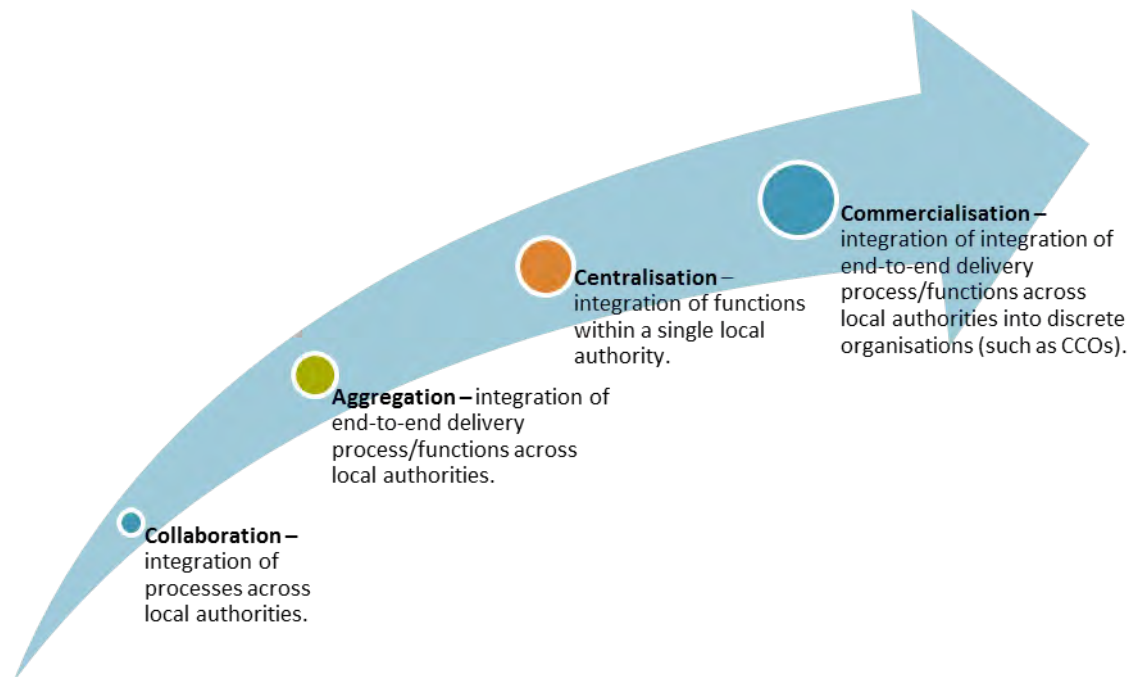 Commercialisation –
integration of integration of
end-to-end delivery
process/functions across
local authorities into discrete
organisations (such as CCOs).
Centralisation –
integration of functions
within a single local
authority.
Aggregation – integration of
end-to-end delivery
process/functions across
local authorities.
Collaboration –
integration of
processes across
local authorities.